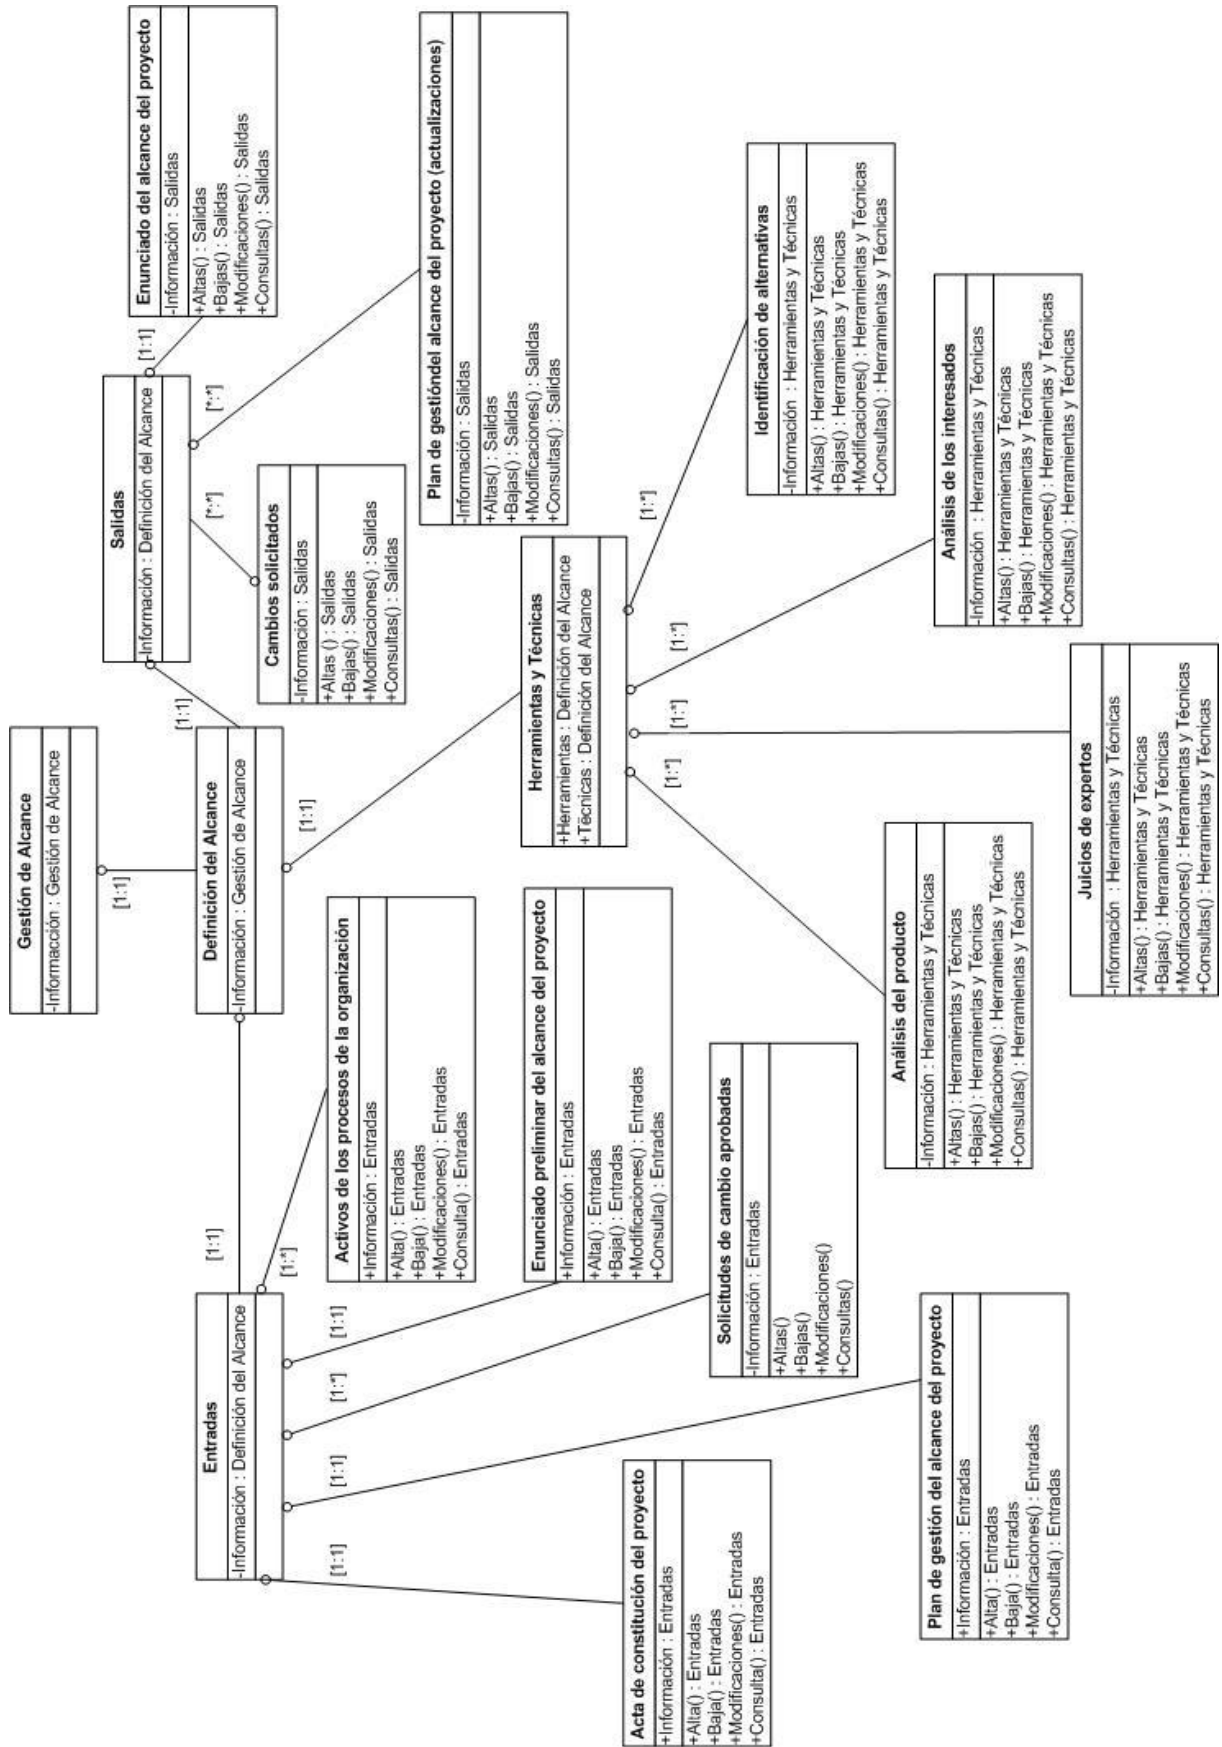 Gestión de Alcance
-Informacción : Gestión de Alcance
[1:1]
Definición del Alcance
-Información : Gestión de Alcance
[1:1]
[1:1]
[1:1]
Entradas
-Información : Definición del Alcance
[1:1]
[1:1]
[1:*]
[1:1]
[1:*]
Acta de constitución del proyecto
+Información : Entradas
+Alta() : Entradas
+Baja() : Entradas
+Modificaciones() : Entradas
+Consulta() : Entradas
Plan de gestión del alcance del proyecto
+Información : Entradas
+Alta() : Entradas
+Baja() : Entradas
+Modificaciones() : Entradas
+Consulta() : Entradas
Solicitudes de cambio aprobadas
-Información : Entradas
+Altas()
+Bajas()
+Modificaciones()
+Consultas()
Enunciado preliminar del alcance del proyecto
+Información : Entradas
+Alta() : Entradas
+Baja() : Entradas
+Modificaciones() : Entradas
+Consulta() : Entradas
Activos de los procesos de la organización
+Información : Entradas
+Alta() : Entradas
+Baja() : Entradas
+Modificaciones() : Entradas
+Consulta() : Entradas
Herramientas y Técnicas
+Herramientas : Definición del Alcance
+Técnicas : Definición del Alcance
[1:*]
[1:*]
[1:*]
[1:*]
Análisis del producto
-Información : Herramientas y Técnicas
+Altas() : Herramientas y Técnicas
+Bajas() : Herramientas y Técnicas
+Modificaciones() : Herramientas y Técnicas
+Consultas() : Herramientas y Técnicas
Juicios de expertos
-Información : Herramientas y Técnicas
+Altas() : Herramientas y Técnicas
+Bajas() : Herramientas y Técnicas
+Modificaciones() : Herramientas y Técnicas
+Consultas() : Herramientas y Técnicas
Análisis de los interesados
-Información : Herramientas y Técnicas
+Altas() : Herramientas y Técnicas
+Bajas() : Herramientas y Técnicas
+Modificaciones() : Herramientas y Técnicas
+Consultas() : Herramientas y Técnicas
Identificación de alternativas
-Información : Herramientas y Técnicas
+Altas() : Herramientas y Técnicas
+Bajas() : Herramientas y Técnicas
+Modificaciones() : Herramientas y Técnicas
+Consultas() : Herramientas y Técnicas
Salidas
-Información : Definición del Alcance
[*:*]
[*:*]
[1:1]
Cambios solicitados
-Información : Salidas
+Altas () : Salidas
+Bajas() : Salidas
+Modificaciones() : Salidas
+Consultas() : Salidas
Plan de gestióndel alcance del proyecto (actualizaciones)
-Información : Salidas
+Altas() : Salidas
+Bajas() : Salidas
+Modificaciones() : Salidas
+Consultas() : Salidas
Enunciado del alcance del proyecto
-Información : Salidas
+Altas() : Salidas
+Bajas() : Salidas
+Modificaciones() : Salidas
+Consultas() : Salidas